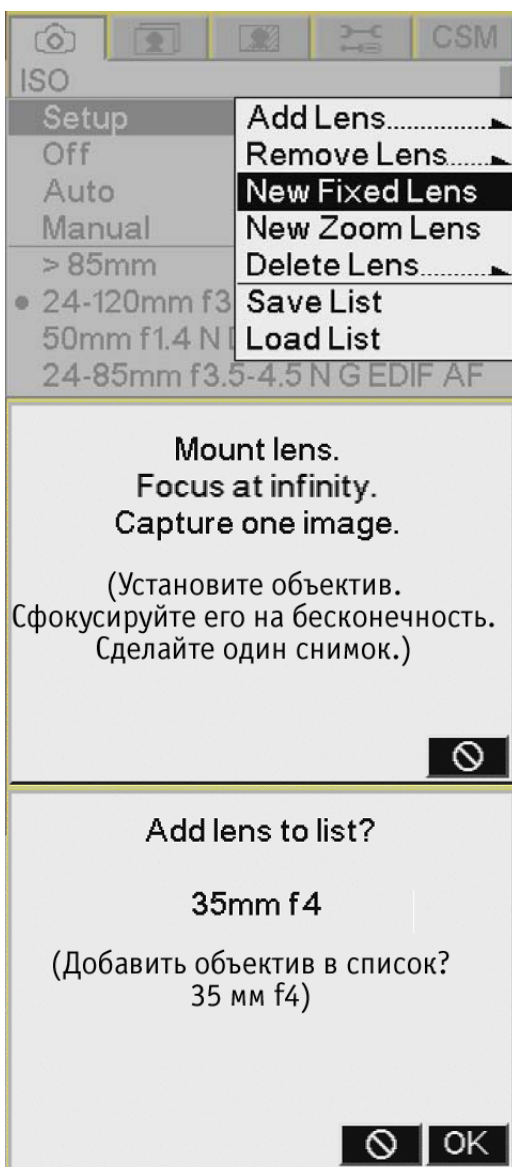 CSM
ISO
Setup
Off
Auto
Manual
> 85mm
• 24-120mm f3
50mm f1.4 N
24-85mm f3.5-4.5 N G EDIF AF
Add Lens..............
Remove Lens......
New Fixed Lens
New Zoom Lens
Delete Lens.........
Save List
Load List
Mount lens.
Focus at infinity.
Capture one image.
(Установите объектив.
Сфокусируйте его на бесконечность.
Сделайте один снимок.)
Add lens to list?
35mm f4
(Добавить объектив в список?
35 мм f4)
OK